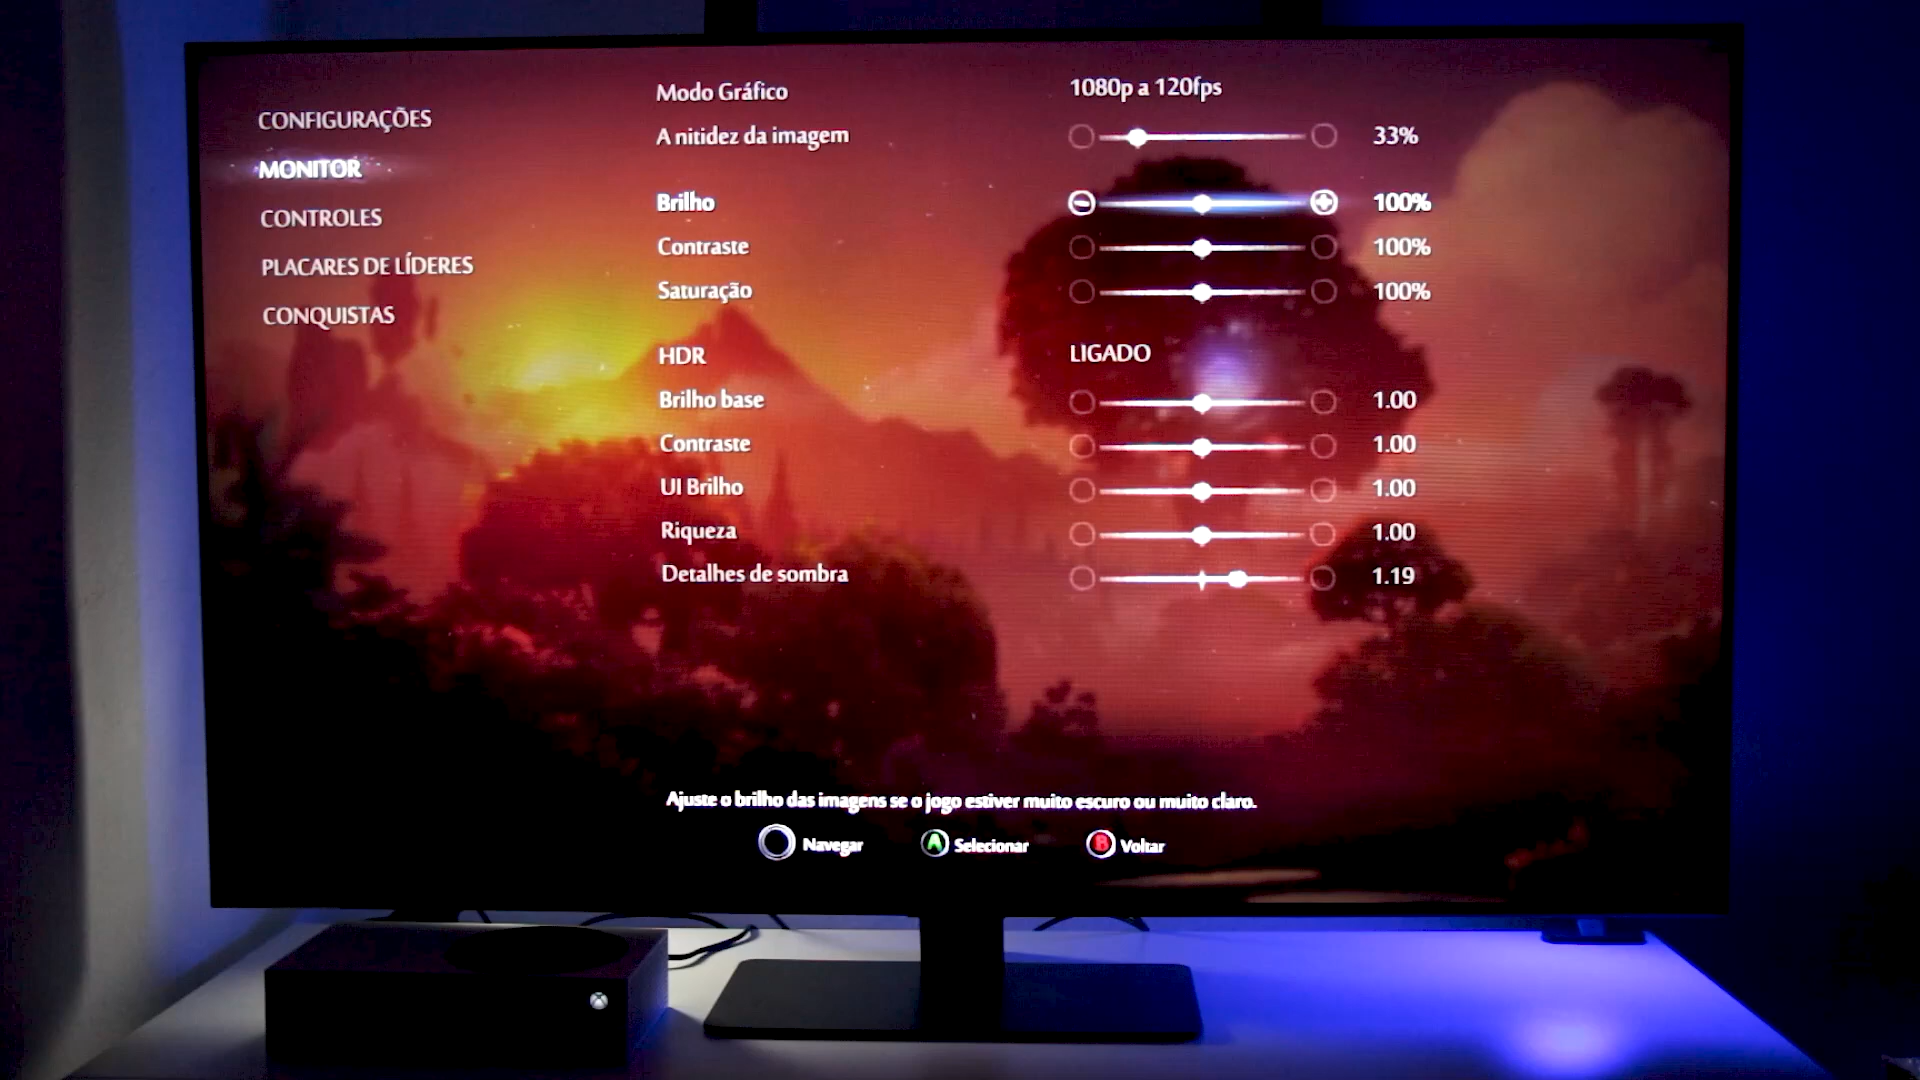 CONFIGURAÇÕES
MONITOR
CONTROLES
PLACARES DE LÍDERES
CONQUISTAS
Modo Gráfico 1080p a 120fps
A nitidez da imagem 33%
Brilho 100%
Contraste 100%
Saturação 100%
HDR LIGADO
Brilho base 1.00
Contraste 1.00
UI Brilho 1.00
Riqueza 1.00
Detalhes de sombra 1.19
Ajuste o brilho das imagens se o jogo estiver muito escuro ou muito claro.
Navegar A Selecionar B Voltar